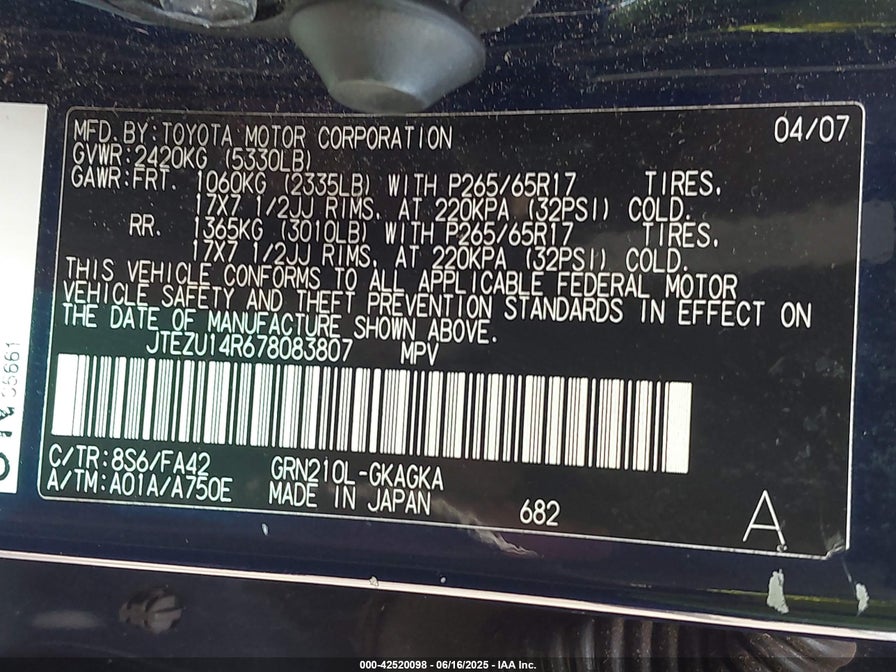 MFD. BY: TOYOTA MOTOR CORPORATION 04/07
GVWR: 2420KG (5330LB)
GAWR: FRT. 1060KG (2335LB) WITH P265/65R17 TIRES,
17X7 1/2JJ RIMS, AT 220KPA (32PSI) COLD.
RR. 1365KG (3010LB) WITH P265/65R17 TIRES,
17X7 1/2JJ RIMS, AT 220KPA (32PSI) COLD.
THIS VEHICLE CONFORMS TO ALL APPLICABLE FEDERAL MOTOR
VEHICLE SAFETY AND THEFT PREVENTION STANDARDS IN EFFECT ON
THE DATE OF MANUFACTURE SHOWN ABOVE.
JTEZU14R678083807 MPV
C/TR: 8S6/FA42 GRN210L-GKAGKA
A/TM: A01A/A750E MADE IN JAPAN 682
A
000-42520098 - 06/16/2025 - IAA Inc.